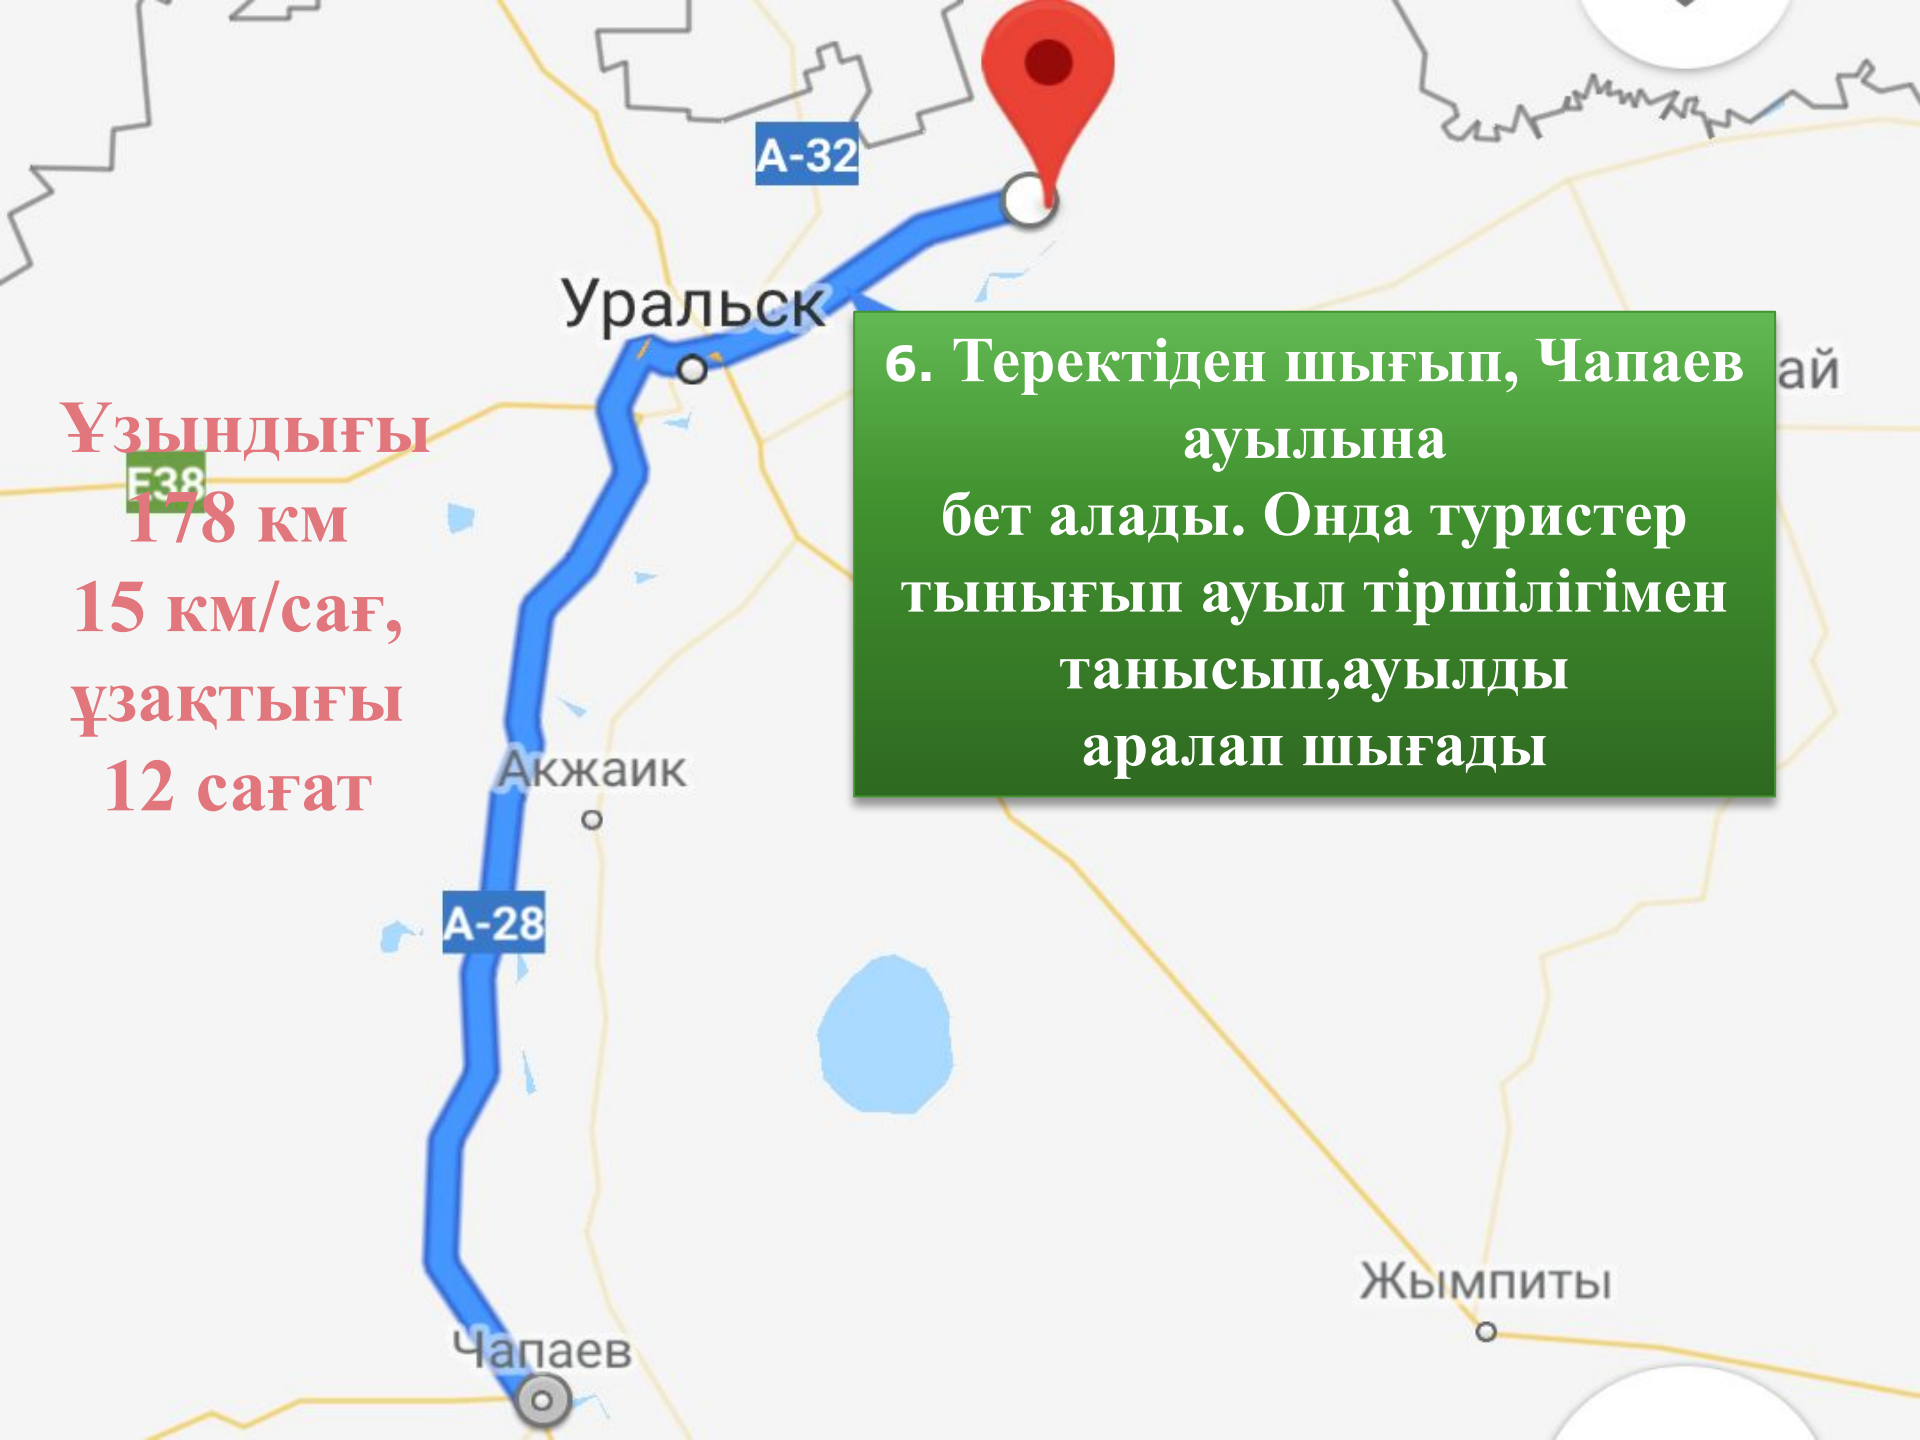 А-32
Уральск
6. Теректіден шығып, Чапаев
ауылына
бет алады. Онда туристер
тынығып ауыл тіршілігімен
танысып,ауылды
аралап шығады
ай
Ұзындығы
Е38
178 км
15 км/сағ,
ұзақтығы
12 сағат
Акжаик
А-28
Жымпиты
Чапаев